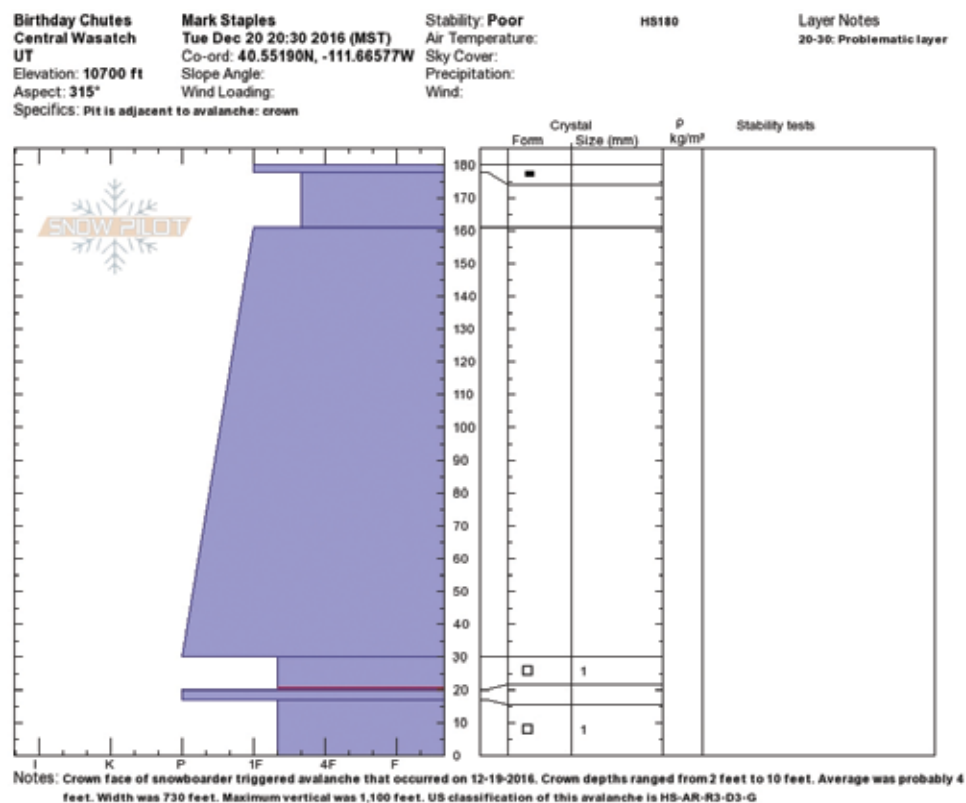 Birthday Chutes
Central Wasatch
UT
Elevation: 10700 ft
Aspect: 315°
Specifics: Pit is adjacent to avalanche: crown
Mark Staples
Tue Dec 20 20:30 2016 (MST)
Co-ord: 40.55190N, -111.66577W
Slope Angle:
Wind Loading:
Stability: Poor
Air Temperature:
Sky Cover:
Precipitation:
Wind:
HS180
Layer Notes
20-30: Problematic layer
Crystal
Form
Size (mm)
ρ
kg/m³
Stability tests
SNOW PILOT
180
170
160
150
140
130
120
110
100
90
80
70
60
50
40
30
20
10
0
1
1
I K P 1F 4F F
Notes: Crown face of snowboarder triggered avalanche that occurred on 12-19-2016. Crown depths ranged from 2 feet to 10 feet. Average was probably 4
feet. Width was 730 feet. Maximum vertical was 1,100 feet. US classification of this avalanche is HS-AR-R3-D3-G